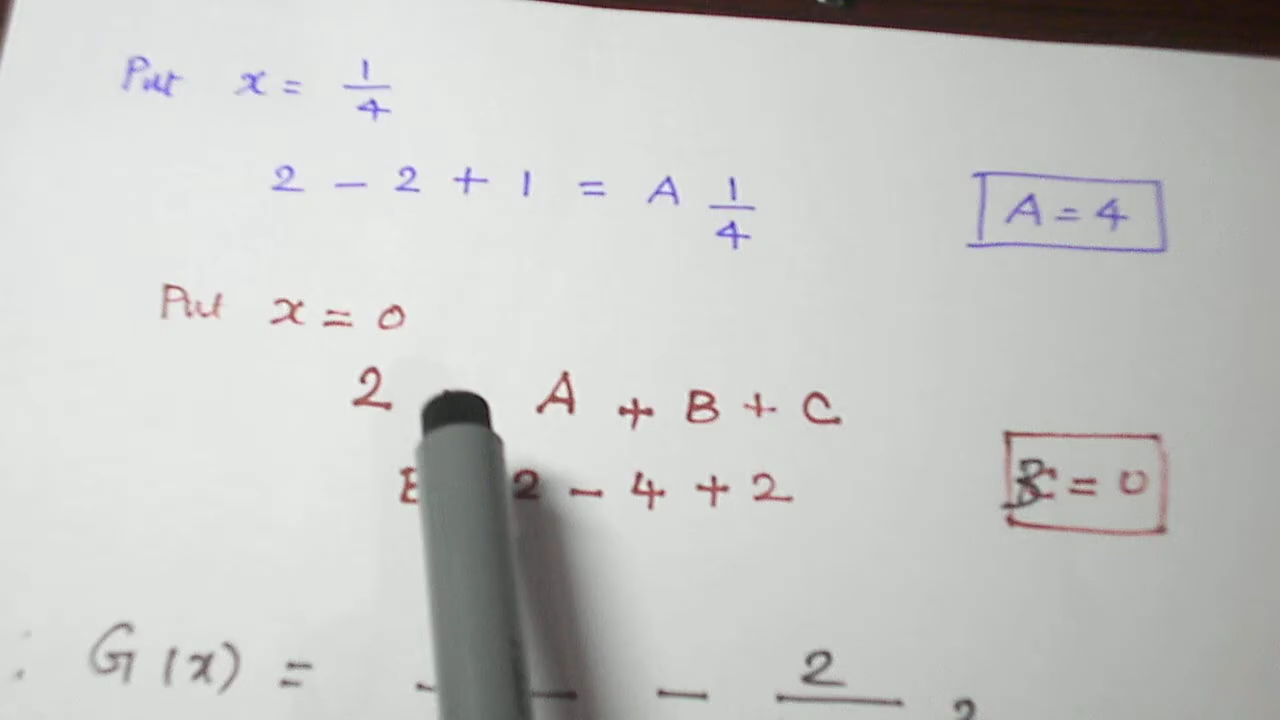 Put x = 1/4
2 - 2 + 1 = A 1/4
A = 4
Put x = 0
2 A + B + C
2 - 4 + 2
= 0
G(x) = - 2